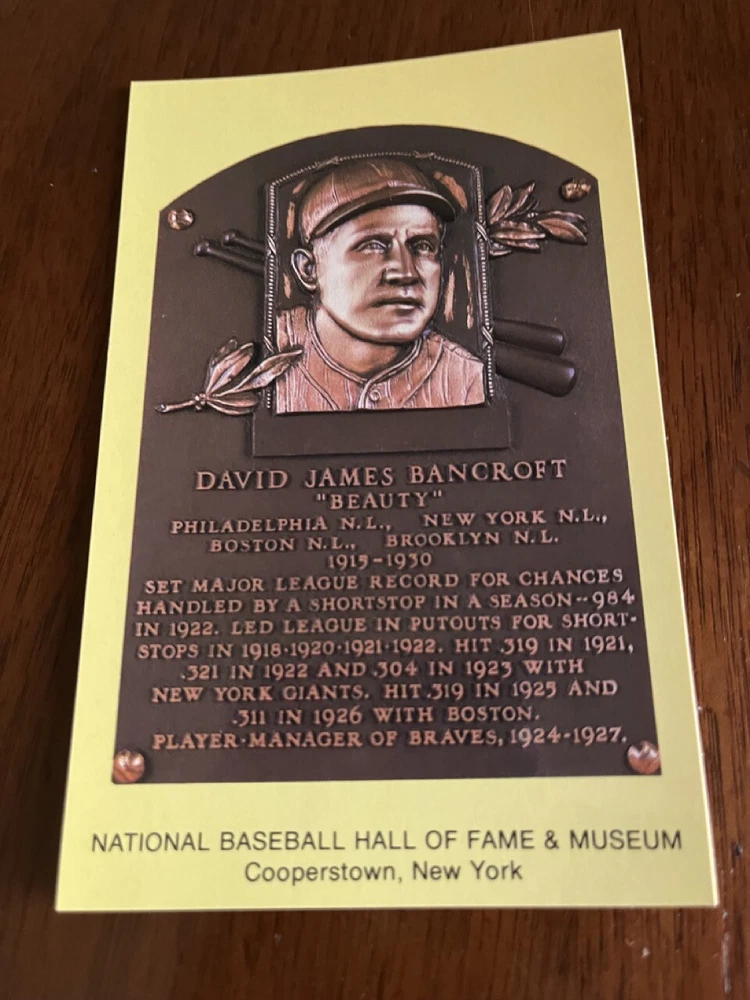 DAVID JAMES BANCROFT
"BEAUTY"
PHILADELPHIA N.L., NEW YORK N.L.,
BOSTON N.L., BROOKLYN N.L.
1915-1930
SET MAJOR LEAGUE RECORD FOR CHANCES
HANDLED BY A SHORTSTOP IN A SEASON--984
IN 1922. LED LEAGUE IN PUTOUTS FOR SHORT-
STOPS IN 1918·1920·1921·1922. HIT .319 IN 1921,
.321 IN 1922 AND .304 IN 1923 WITH
NEW YORK GIANTS. HIT .319 IN 1925 AND
.311 IN 1926 WITH BOSTON.
PLAYER-MANAGER OF BRAVES, 1924-1927.
NATIONAL BASEBALL HALL OF FAME & MUSEUM
Cooperstown, New York